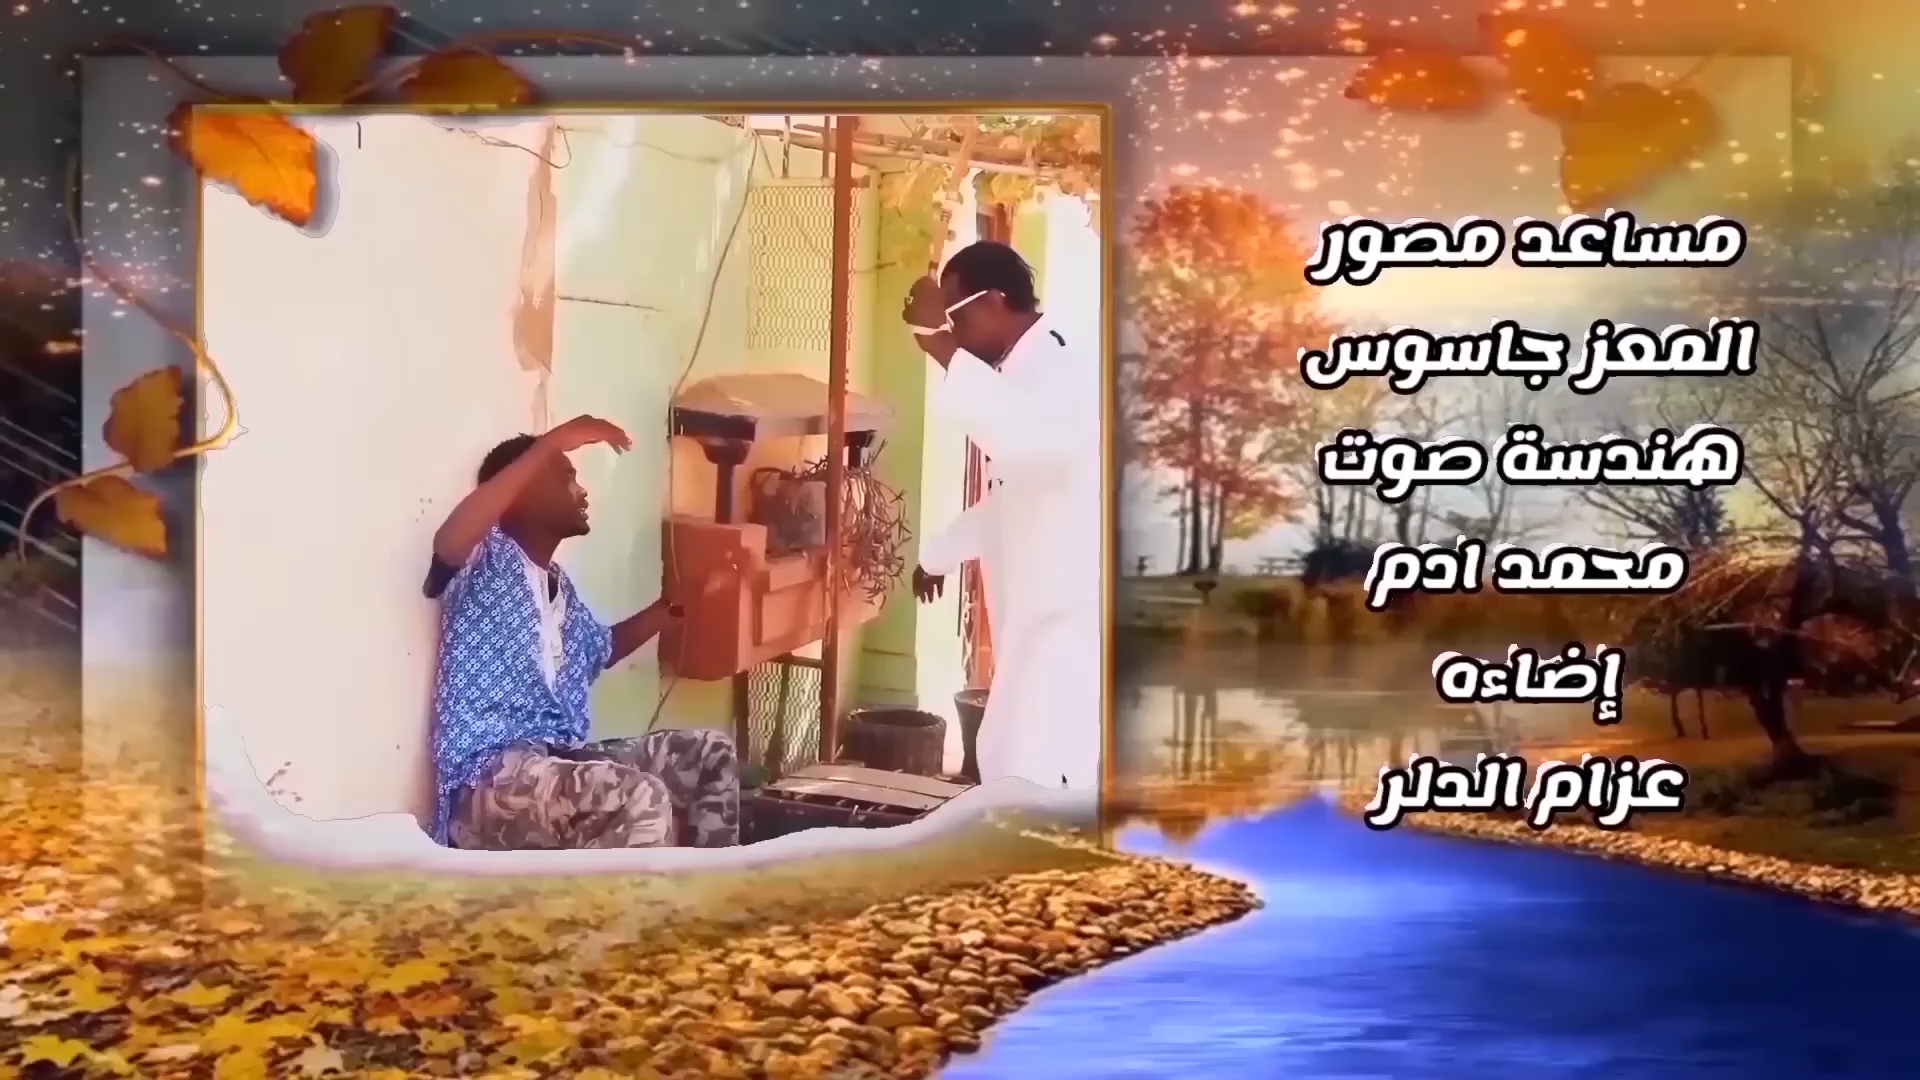 مساعد مصور
المعز جاسوس
هندسة صوت
محمد ادم
إضاءه
عزام الدلر